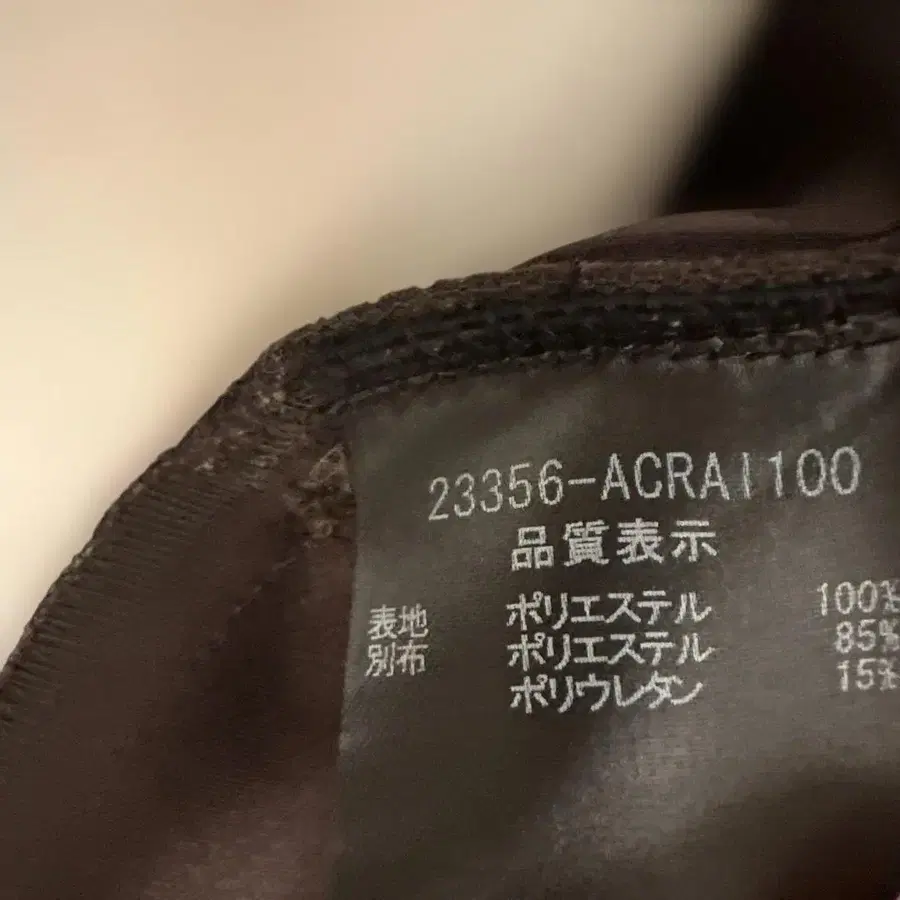 23356-ACRAI100
品質表示
表地 ポリエステル 100%
別布 ポリエステル 85%
ポリウレタン 15%